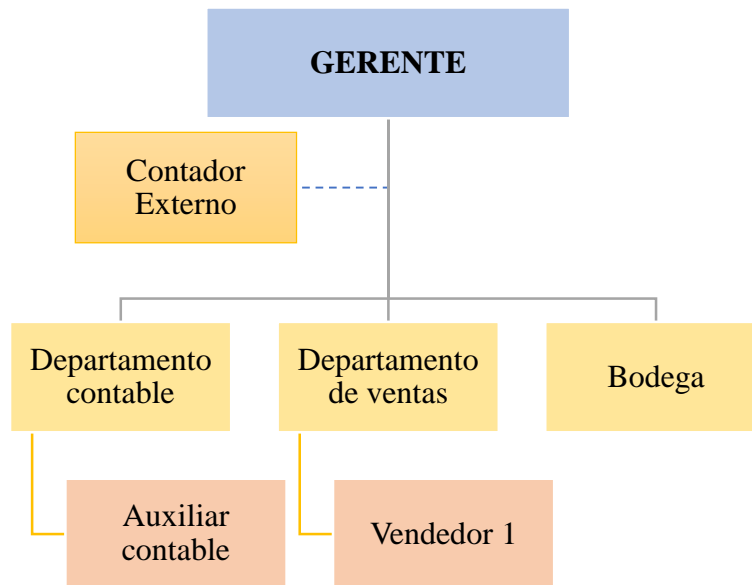 GERENTE
Contador
Externo
Departamento
contable
Departamento
de ventas
Bodega
Auxiliar
contable
Vendedor 1